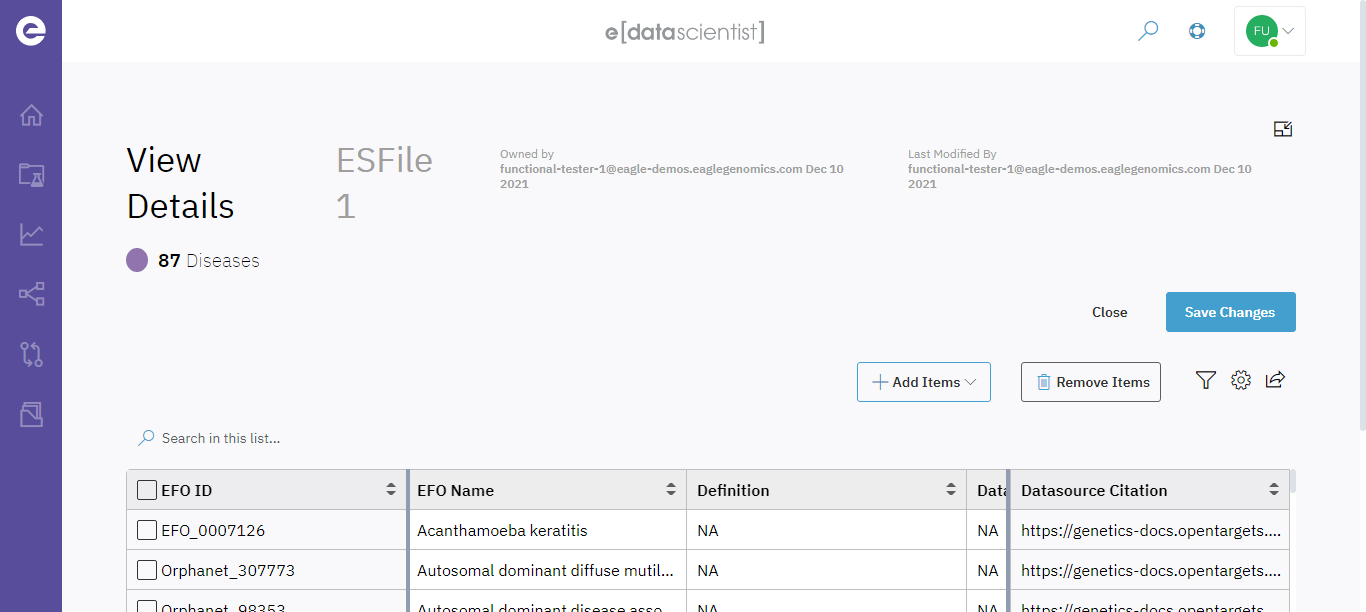 e
e[datascientist]
FU
View
Details
ESFile
1
Owned by
functional-tester-1@eagle-demos.eaglegenomics.com Dec 10
2021
Last Modified By
functional-tester-1@eagle-demos.eaglegenomics.com Dec 10
2021
87 Diseases
Close
Save Changes
Add Items
Remove Items
Search in this list...
EFO ID EFO Name Definition Data Datasource Citation
EFO_0007126 Acanthamoeba keratitis NA NA https://genetics-docs.opentargets....
Orphanet_307773 Autosomal dominant diffuse mutil... NA NA https://genetics-docs.opentargets....
Orphanet_98353 Autosomal dominant disease asso... NA NA https://genetics-docs.opentargets....